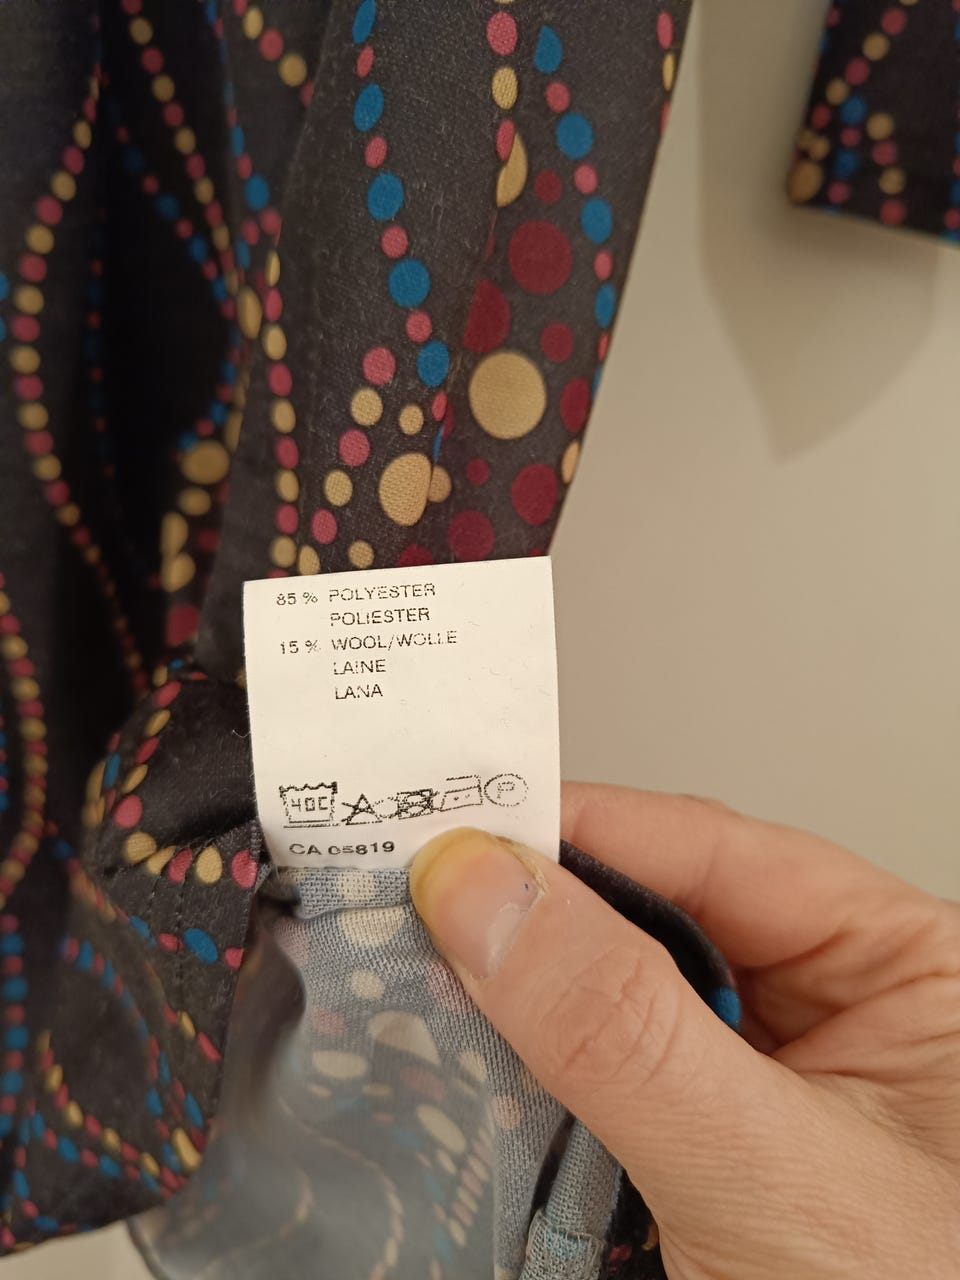 85 % POLYESTER
POLIESTER
15 % WOOL/WOLLE
LAINE
LANA
40C
P
CA 05819